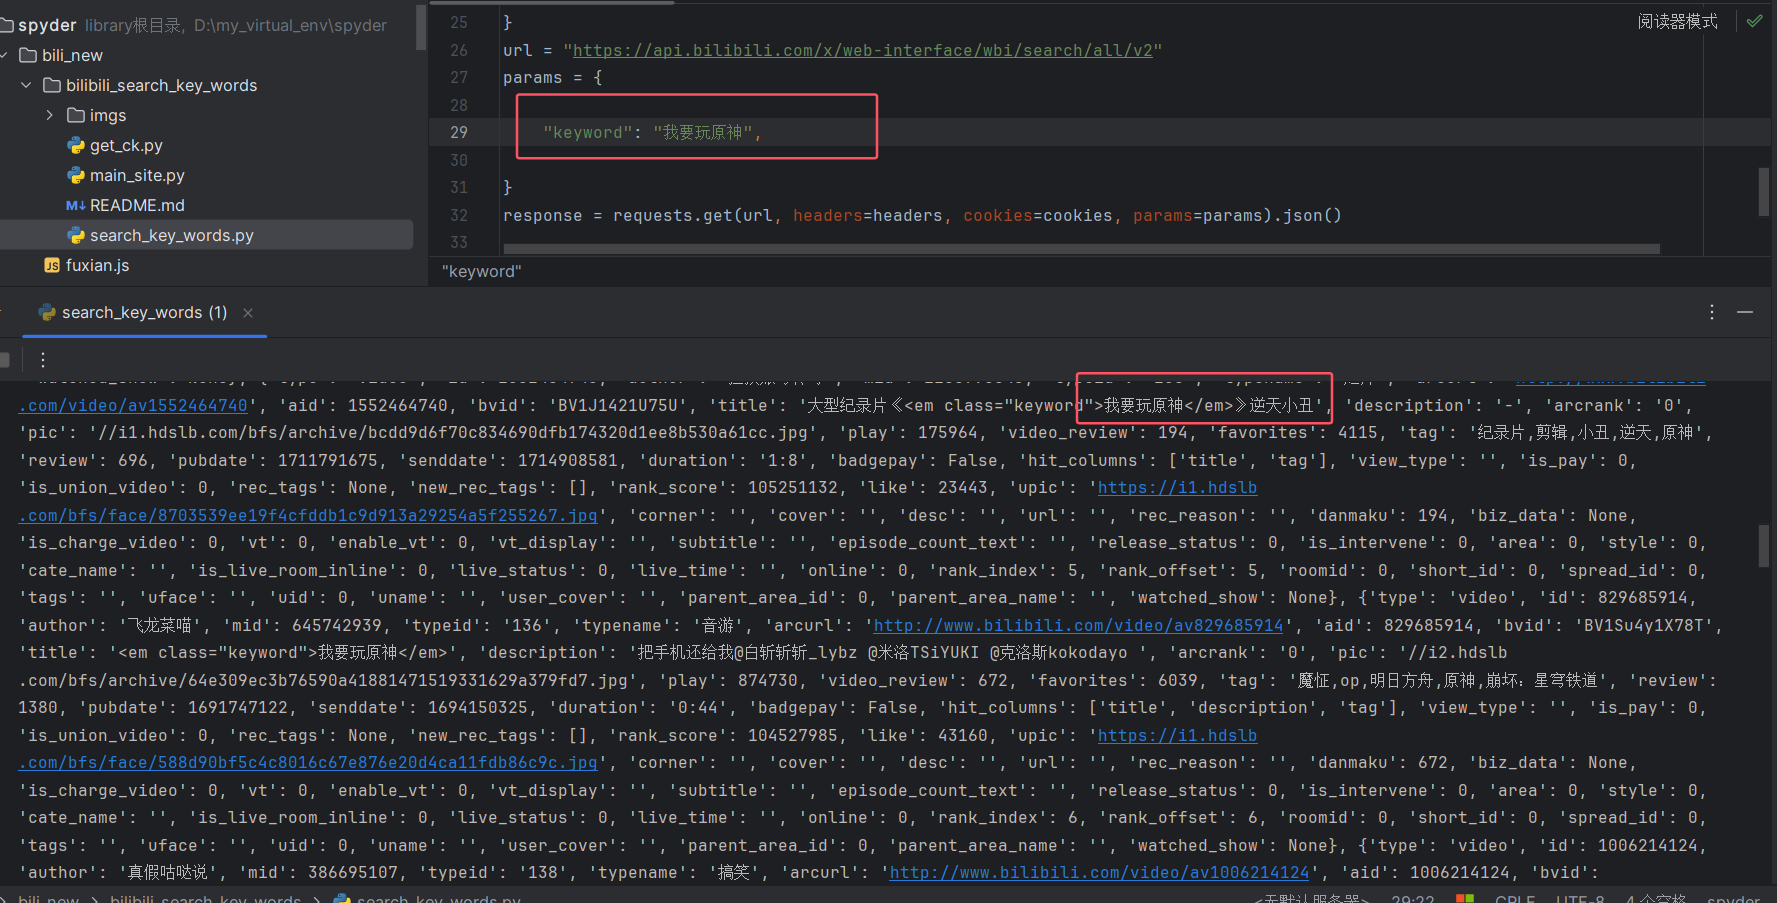 spyder library根目录, D:\my_virtual_env\spyder
bili_new
bilibili_search_key_words
imgs
get_ck.py
main_site.py
README.md
search_key_words.py
JS fuxian.js
阅读器模式
25 }
26 url = "https://api.bilibili.com/x/web-interface/wbi/search/all/v2"
27 params = {
28
29 "keyword": "我要玩原神",
30
31 }
32 response = requests.get(url, headers=headers, cookies=cookies, params=params).json()
33
"keyword"
search_key_words (1)
.com/video/av1552464740', 'aid': 1552464740, 'bvid': 'BV1J1421U75U', 'title': '大型纪录片《<em class="keyword">我要玩原神</em>》逆天小丑', 'description': '-', 'arcrank': '0',
'pic': '//i1.hdslb.com/bfs/archive/bcdd9d6f70c834690dfb174320d1ee8b530a61cc.jpg', 'play': 175964, 'video_review': 194, 'favorites': 4115, 'tag': '纪录片,剪辑,小丑,逆天,原神',
'review': 696, 'pubdate': 1711791675, 'senddate': 1714908581, 'duration': '1:8', 'badgepay': False, 'hit_columns': ['title', 'tag'], 'view_type': '', 'is_pay': 0,
'is_union_video': 0, 'rec_tags': None, 'new_rec_tags': [], 'rank_score': 105251132, 'like': 23443, 'upic': 'https://i1.hdslb
.com/bfs/face/8703539ee19f4cfddb1c9d913a29254a5f255267.jpg', 'corner': '', 'cover': '', 'desc': '', 'url': '', 'rec_reason': '', 'danmaku': 194, 'biz_data': None,
'is_charge_video': 0, 'vt': 0, 'enable_vt': 0, 'vt_display': '', 'subtitle': '', 'episode_count_text': '', 'release_status': 0, 'is_intervene': 0, 'area': 0, 'style': 0,
'cate_name': '', 'is_live_room_inline': 0, 'live_status': 0, 'live_time': '', 'online': 0, 'rank_index': 5, 'rank_offset': 5, 'roomid': 0, 'short_id': 0, 'spread_id': 0,
'tags': '', 'uface': '', 'uid': 0, 'uname': '', 'user_cover': '', 'parent_area_id': 0, 'parent_area_name': '', 'watched_show': None}, {'type': 'video', 'id': 829685914,
'author': '飞龙菜喵', 'mid': 645742939, 'typeid': '136', 'typename': '音游', 'arcurl': 'http://www.bilibili.com/video/av829685914', 'aid': 829685914, 'bvid': 'BV1Su4y1X78T',
'title': '<em class="keyword">我要玩原神</em>', 'description': '把手机还给我@白斩斩斩_lybz @米洛TSiYUKI @克洛斯kokodayo ', 'arcrank': '0', 'pic': '//i2.hdslb
.com/bfs/archive/64e309ec3b76590a41881471519331629a379fd7.jpg', 'play': 874730, 'video_review': 672, 'favorites': 6039, 'tag': '魔怔,op,明日方舟,原神,崩坏：星穹铁道', 'review':
1380, 'pubdate': 1691747122, 'senddate': 1694150325, 'duration': '0:44', 'badgepay': False, 'hit_columns': ['title', 'description', 'tag'], 'view_type': '', 'is_pay': 0,
'is_union_video': 0, 'rec_tags': None, 'new_rec_tags': [], 'rank_score': 104527985, 'like': 43160, 'upic': 'https://i1.hdslb
.com/bfs/face/588d90bf5c4c8016c67e876e20d4ca11fdb86c9c.jpg', 'corner': '', 'cover': '', 'desc': '', 'url': '', 'rec_reason': '', 'danmaku': 672, 'biz_data': None,
'is_charge_video': 0, 'vt': 0, 'enable_vt': 0, 'vt_display': '', 'subtitle': '', 'episode_count_text': '', 'release_status': 0, 'is_intervene': 0, 'area': 0, 'style': 0,
'cate_name': '', 'is_live_room_inline': 0, 'live_status': 0, 'live_time': '', 'online': 0, 'rank_index': 6, 'rank_offset': 6, 'roomid': 0, 'short_id': 0, 'spread_id': 0,
'tags': '', 'uface': '', 'uid': 0, 'uname': '', 'user_cover': '', 'parent_area_id': 0, 'parent_area_name': '', 'watched_show': None}, {'type': 'video', 'id': 1006214124,
'author': '真假咕哒说', 'mid': 386695107, 'typeid': '138', 'typename': '搞笑', 'arcurl': 'http://www.bilibili.com/video/av1006214124', 'aid': 1006214124, 'bvid':
bili_new > bilibili_search_key_words > search_key_words.py
<无默认服务器> 29:22 CRLF UTF-8 4 个空格 spyder